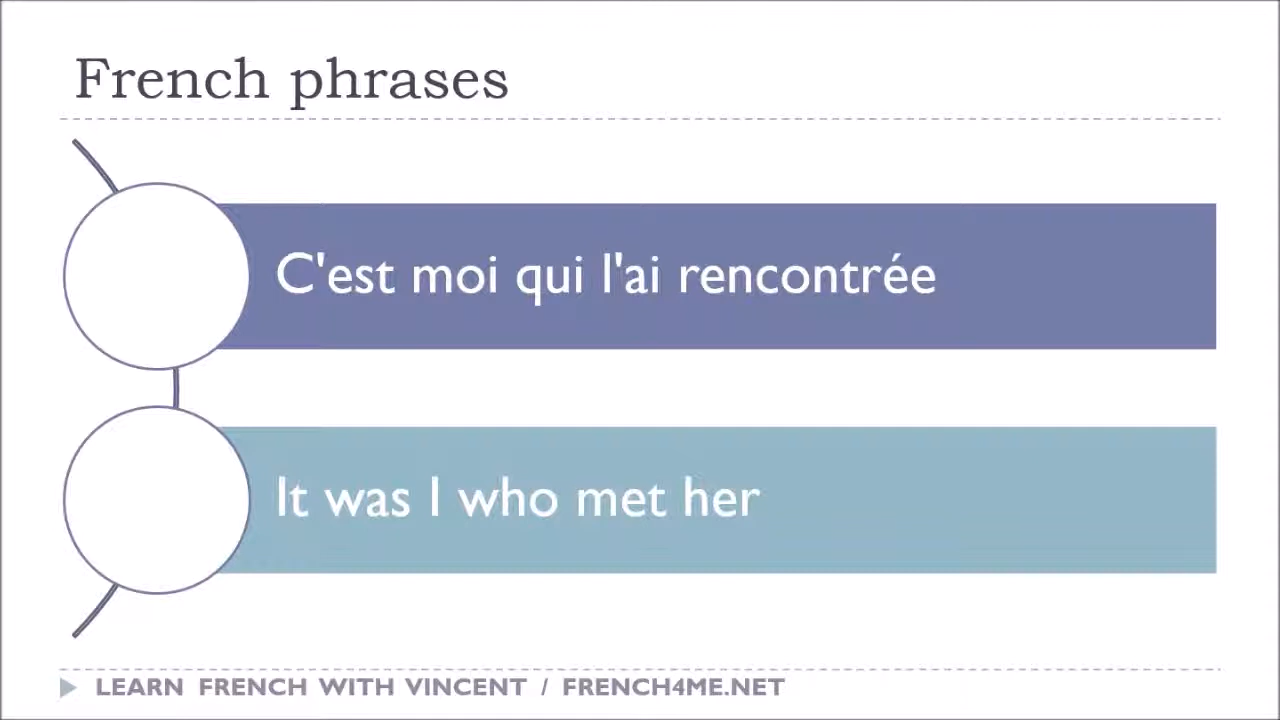 French phrases
C'est moi qui l'ai rencontrée
It was I who met her
LEARN FRENCH WITH VINCENT / FRENCH4ME.NET